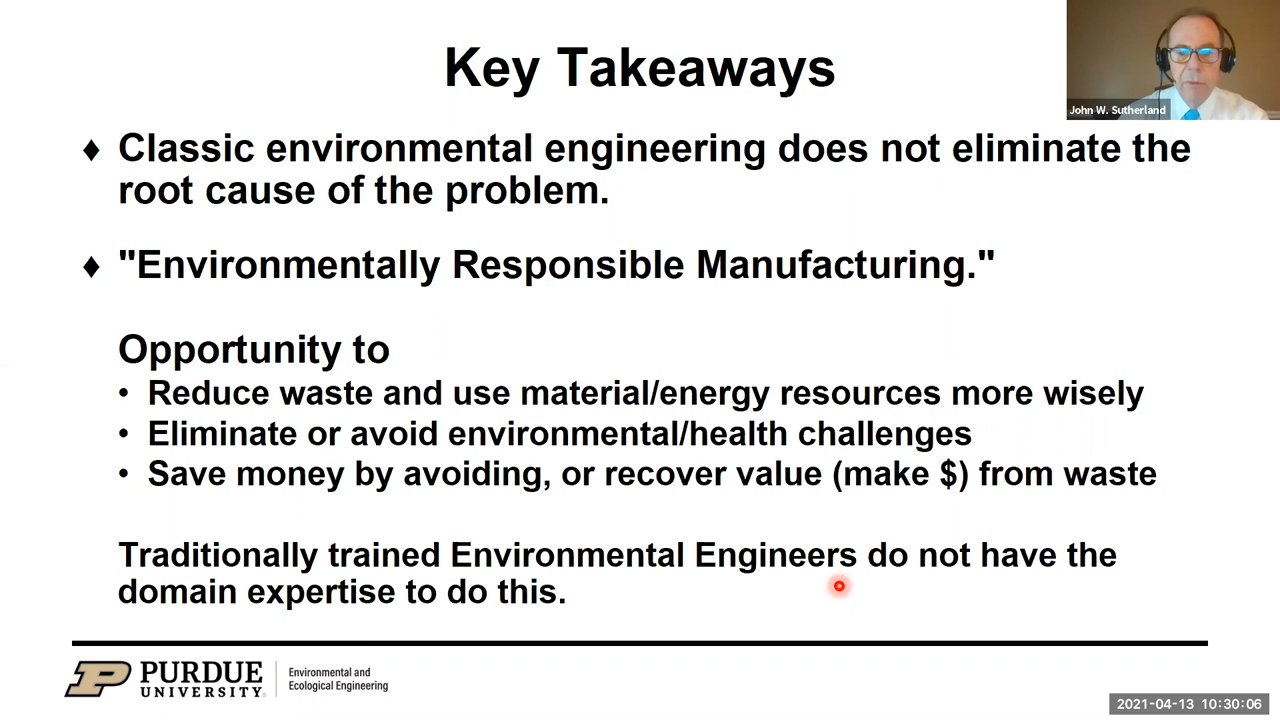 Key Takeaways
John W. Sutherland
♦ Classic environmental engineering does not eliminate the
root cause of the problem.
♦ "Environmentally Responsible Manufacturing."
Opportunity to
• Reduce waste and use material/energy resources more wisely
• Eliminate or avoid environmental/health challenges
• Save money by avoiding, or recover value (make $) from waste
Traditionally trained Environmental Engineers do not have the
domain expertise to do this.
P PURDUE
UNIVERSITY.
Environmental and
Ecological Engineering
2021-04-13 10:30:06